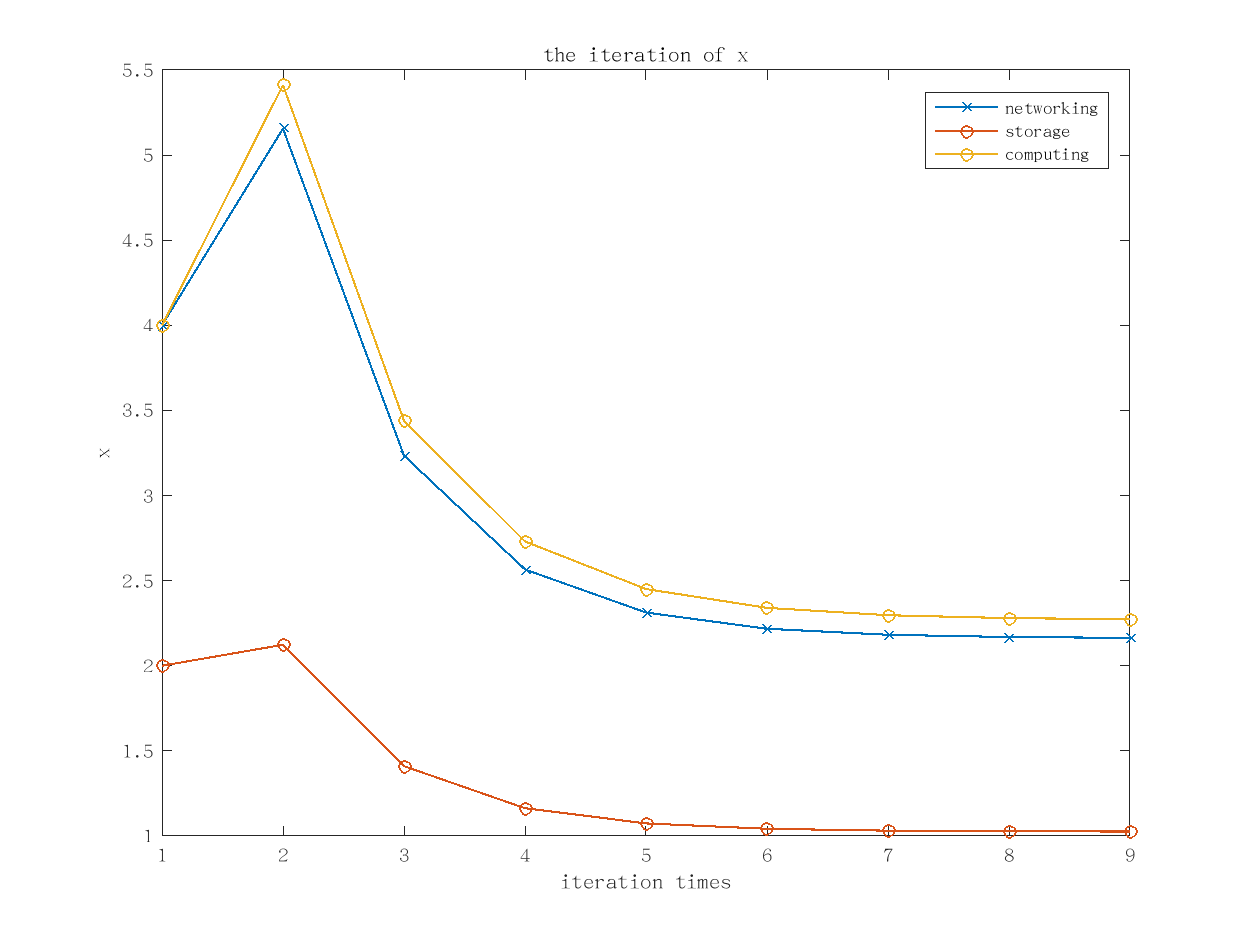 the iteration of x
5.5
5
4.5
4
3.5
3
2.5
2
1.5
1
x
networking
storage
computing
1 2 3 4 5 6 7 8 9
iteration times